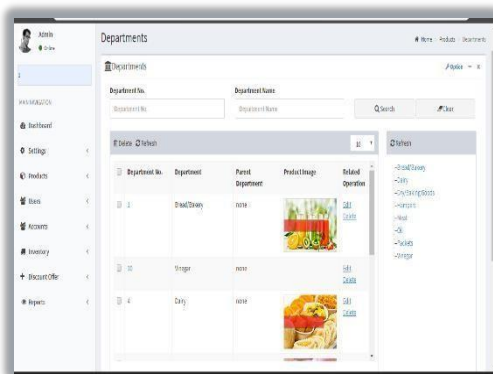 Admin
Online
Departments
Home Products Departments
MAIN NAVIGATION
Dashboard
Settings
Products
Users
Accounts
Inventory
Discount Offer
Reports
Departments
Option
Department No.
Department Name
Department No.
Department Name
Search
Clear
Delete Refresh
10
Refresh
Department No. Department Parent Department Product Image Related Operation
Bread/Bakery none Edit Delete
10 Vinegar none Edit Delete
4 Dairy none Edit Delete
-Bread/Bakery
-Dairy
-Dry/Baking Goods
-Meat
-Oil
-Packets
-Vinegar